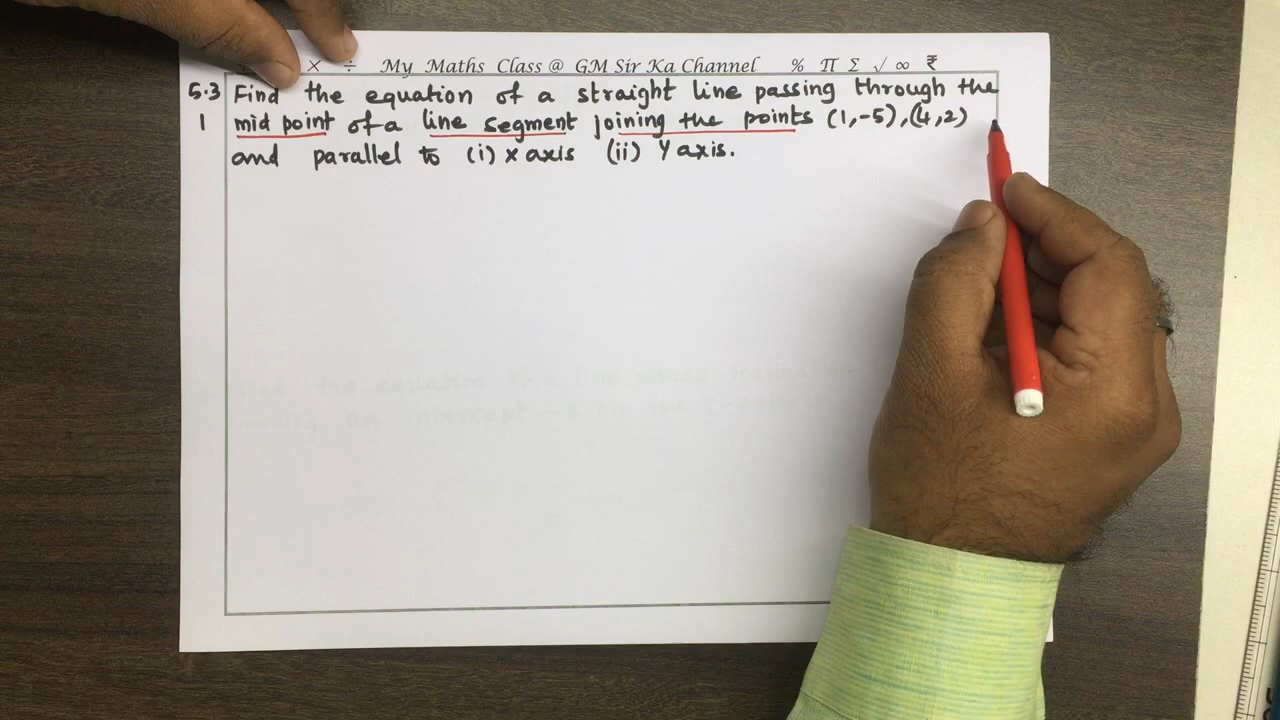 × ÷ My Maths Class @ GM Sir Ka Channel % Π Σ √ ∞ ₹
5.3 Find the equation of a straight line passing through the
1 mid point of a line segment joining the points (1,-5), (4,2)
and parallel to (i) X axis (ii) Y axis.